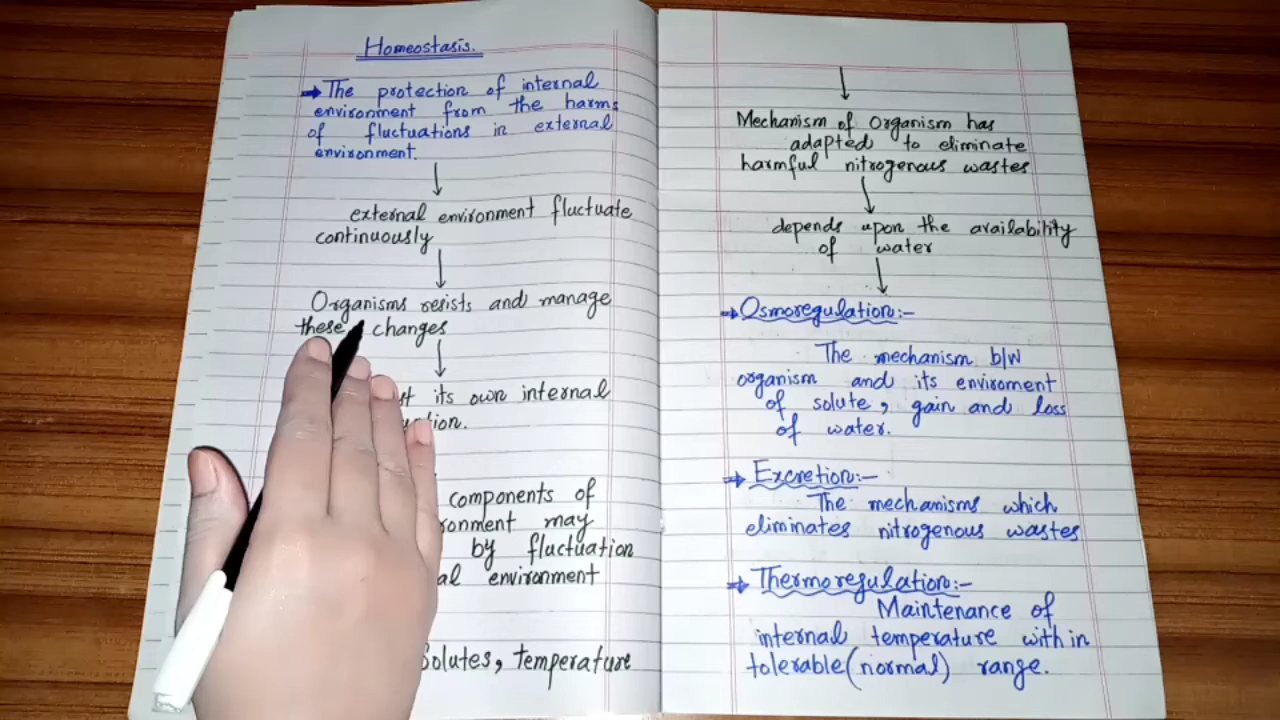 Homeostasis.
→ The protection of internal
environment from the harms
of fluctuations in external
environment.
external environment fluctuate
continuously
Organisms resists and manage
these changes
its own internal
components of
may
by fluctuation
environment
Solutes, temperature
Mechanism of Organism has
adapted to eliminate
harmful nitrogenous wastes
depends upon the availability
of water
→ Osmoregulation:-
The mechanism b/w
organism and its enviroment
of solute, gain and loss
of water.
→ Excretion:-
The mechanisms which
eliminates nitrogenous wastes
→ Thermoregulation:-
Maintenance of
internal temperature with in
tolerable (normal) range.